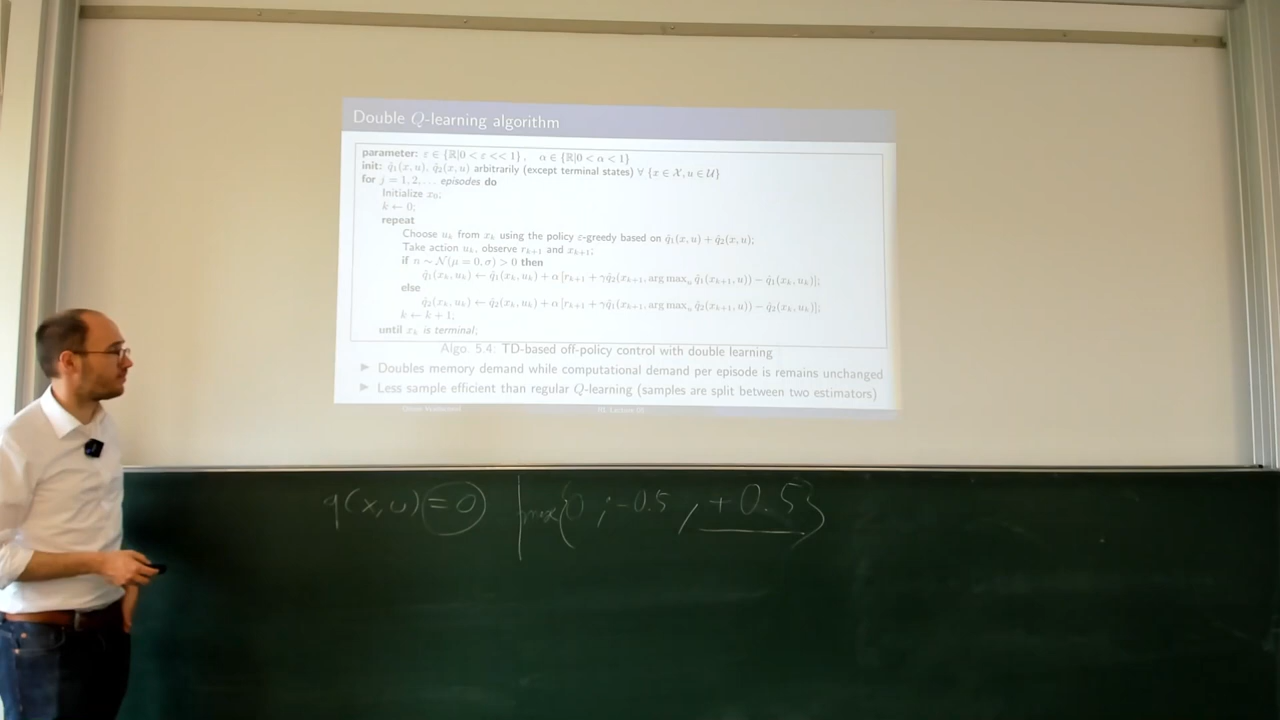 Double Q-learning algorithm
parameter: ε ∈ {ℝ|0 < ε << 1}, α ∈ {ℝ|0 < α < 1}
init: q̂₁(x, u), q̂₂(x, u) arbitrarily (except terminal states) ∀ {x ∈ 𝒳, u ∈ 𝒰}
for j = 1, 2, ... episodes do
Initialize x₀;
k ← 0;
repeat
Choose uₖ from xₖ using the policy ε-greedy based on q̂₁(x, u) + q̂₂(x, u);
Take action uₖ, observe rₖ₊₁ and xₖ₊₁;
if n ∼ 𝒩(μ = 0, σ) > 0 then
q̂₁(xₖ, uₖ) ← q̂₁(xₖ, uₖ) + α [rₖ₊₁ + γq̂₂(xₖ₊₁, arg maxᵤ q̂₁(xₖ₊₁, u)) − q̂₁(xₖ, uₖ)];
else
q̂₂(xₖ, uₖ) ← q̂₂(xₖ, uₖ) + α [rₖ₊₁ + γq̂₁(xₖ₊₁, arg maxᵤ q̂₂(xₖ₊₁, u)) − q̂₂(xₖ, uₖ)];
k ← k + 1;
until xₖ is terminal;
Algo. 5.4: TD-based off-policy control with double learning
▶ Doubles memory demand while computational demand per episode is remains unchanged
▶ Less sample efficient than regular Q-learning (samples are split between two estimators)
RL Lecture 05
q(x,u) = 0 | max{0 ; -0.5 , +0.5}